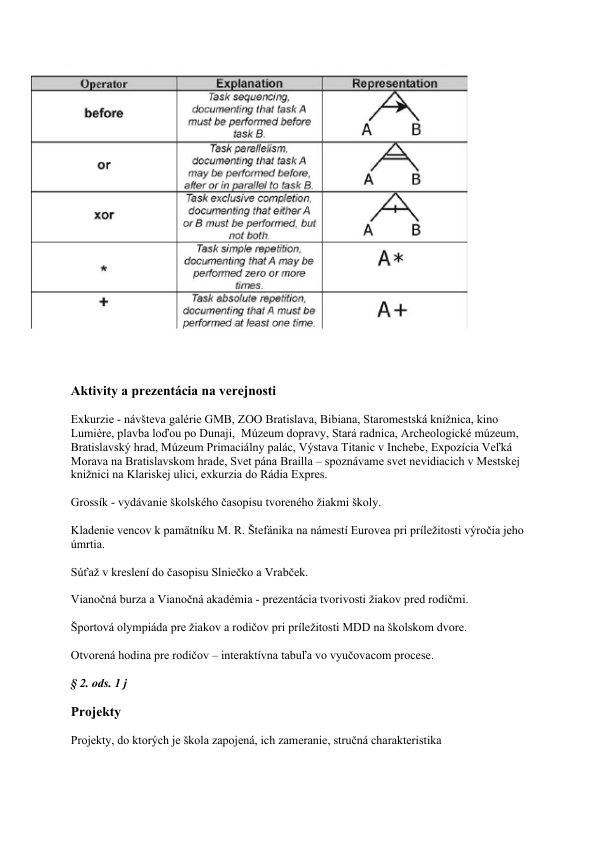 Operator Explanation Representation
before
Task sequencing,
documenting that task A
must be performed before
task B.
A B
or
Task parallelism,
documenting that task A
may be performed before,
after or in parallel to task B.
A B
xor
Task exclusive completion,
documenting that either A
or B must be performed, but
not both.
A B
*
Task simple repetition,
documenting that A may be
performed zero or more
times.
A*
+
Task absolute repetition,
documenting that A must be
performed at least one time.
A+
Aktivity a prezentácia na verejnosti
Exkurzie - návšteva galérie GMB, ZOO Bratislava, Bibiana, Staromestská knižnica, kino
Lumiére, plavba loďou po Dunaji, Múzeum dopravy, Stará radnica, Archeologické múzeum,
Bratislavský hrad, Múzeum Primaciálny palác, Výstava Titanic v Inchebe, Expozícia Veľká
Morava na Bratislavskom hrade, Svet pána Brailla – spoznávame svet nevidiacich v Mestskej
knižnici na Klariskej ulici, exkurzia do Rádia Expres.
Grossík - vydávanie školského časopisu tvoreného žiakmi školy.
Kladenie vencov k pamätníku M. R. Štefánika na námestí Eurovea pri príležitosti výročia jeho
úmrtia.
Súťaž v kreslení do časopisu Slniečko a Vrabček.
Vianočná burza a Vianočná akadémia - prezentácia tvorivosti žiakov pred rodičmi.
Športová olympiáda pre žiakov a rodičov pri príležitosti MDD na školskom dvore.
Otvorená hodina pre rodičov – interaktívna tabuľa vo vyučovacom procese.
§ 2. ods. 1 j
Projekty
Projekty, do ktorých je škola zapojená, ich zameranie, stručná charakteristika